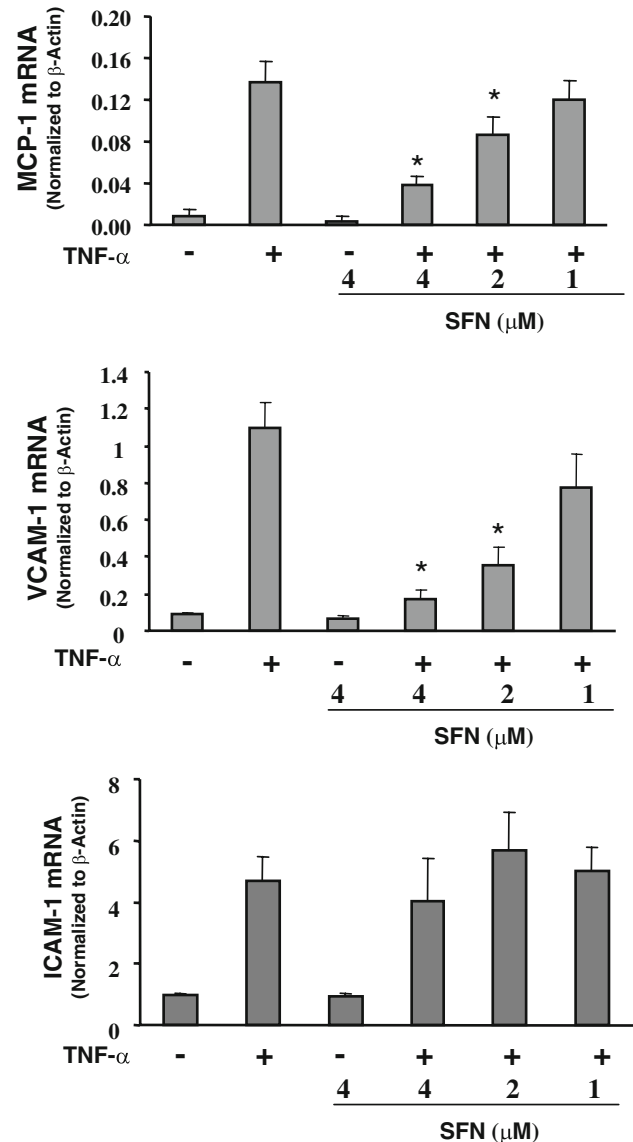 MCP-1 mRNA
(Normalized to β-Actin)
0.20
0.16
0.12
0.08
0.04
0.00
* *
TNF-α - + - + + +
4 4 2 1
SFN (μM)
VCAM-1 mRNA
(Normalized to β-Actin)
1.4
1.2
1
0.8
0.6
0.4
0.2
0
* *
TNF-α - + - + + +
4 4 2 1
SFN (μM)
ICAM-1 mRNA
(Normalized to β-Actin)
8
6
4
2
0
TNF-α - + - + + +
4 4 2 1
SFN (μM)